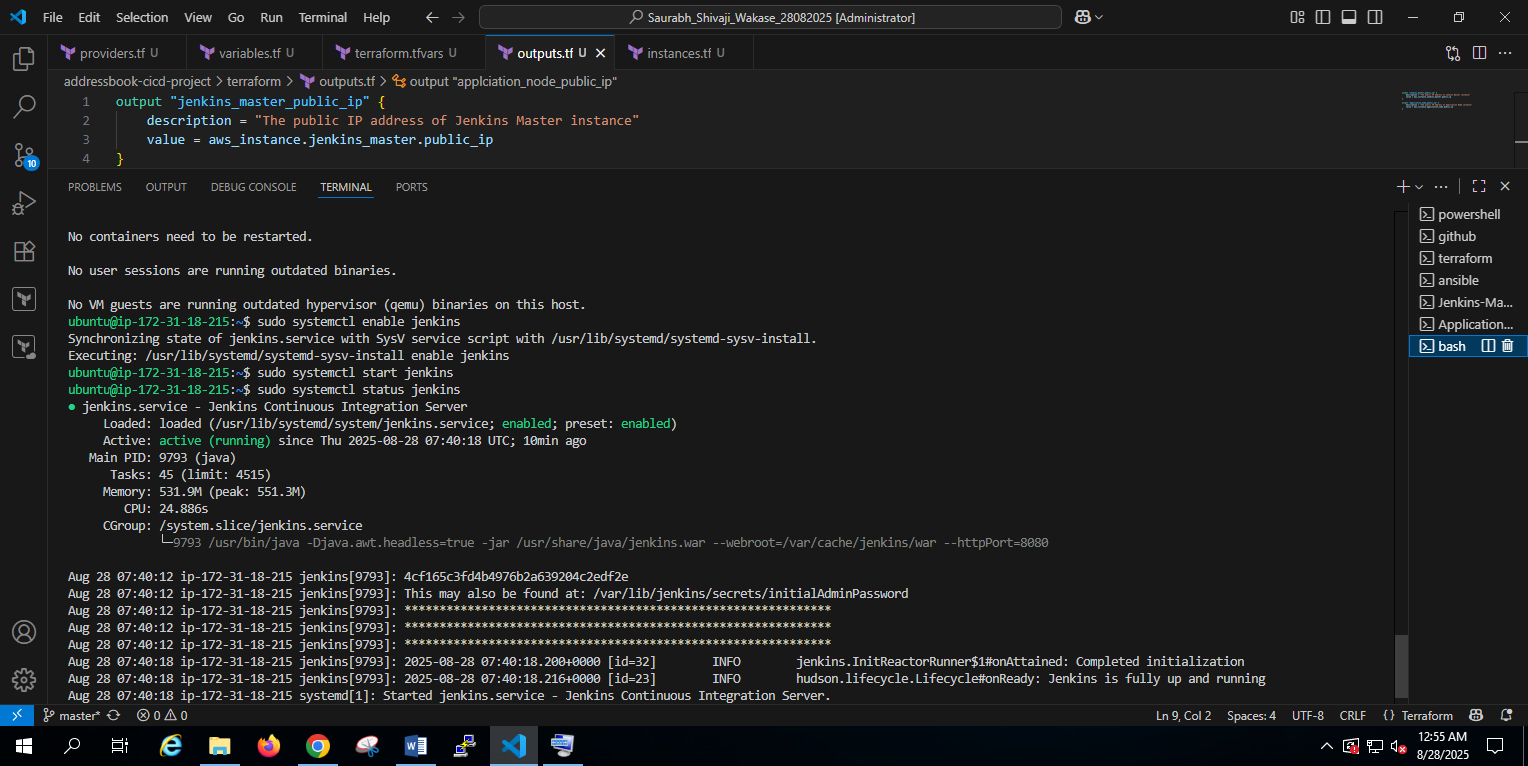 File Edit Selection View Go Run Terminal Help Saurabh_Shivaji_Wakase_28082025 [Administrator]
providers.tf U variables.tf U terraform.tfvars U outputs.tf U instances.tf U
addressbook-cicd-project > terraform > outputs.tf > output "applciation_node_public_ip"
1 output "jenkins_master_public_ip" {
2 description = "The public IP address of Jenkins Master instance"
3 value = aws_instance.jenkins_master.public_ip
4 }
PROBLEMS OUTPUT DEBUG CONSOLE TERMINAL PORTS
No containers need to be restarted.
No user sessions are running outdated binaries.
No VM guests are running outdated hypervisor (qemu) binaries on this host.
ubuntu@ip-172-31-18-215:~$ sudo systemctl enable jenkins
Synchronizing state of jenkins.service with SysV service script with /usr/lib/systemd/systemd-sysv-install.
Executing: /usr/lib/systemd/systemd-sysv-install enable jenkins
ubuntu@ip-172-31-18-215:~$ sudo systemctl start jenkins
ubuntu@ip-172-31-18-215:~$ sudo systemctl status jenkins
● jenkins.service - Jenkins Continuous Integration Server
Loaded: loaded (/usr/lib/systemd/system/jenkins.service; enabled; preset: enabled)
Active: active (running) since Thu 2025-08-28 07:40:18 UTC; 10min ago
Main PID: 9793 (java)
Tasks: 45 (limit: 4515)
Memory: 531.9M (peak: 551.3M)
CPU: 24.886s
CGroup: /system.slice/jenkins.service
└─9793 /usr/bin/java -Djava.awt.headless=true -jar /usr/share/java/jenkins.war --webroot=/var/cache/jenkins/war --httpPort=8080
Aug 28 07:40:12 ip-172-31-18-215 jenkins[9793]: 4cf165c3fd4b4976b2a639204c2edf2e
Aug 28 07:40:12 ip-172-31-18-215 jenkins[9793]: This may also be found at: /var/lib/jenkins/secrets/initialAdminPassword
Aug 28 07:40:12 ip-172-31-18-215 jenkins[9793]: *************************************************************
Aug 28 07:40:12 ip-172-31-18-215 jenkins[9793]: *************************************************************
Aug 28 07:40:12 ip-172-31-18-215 jenkins[9793]: *************************************************************
Aug 28 07:40:18 ip-172-31-18-215 jenkins[9793]: 2025-08-28 07:40:18.200+0000 [id=32] INFO jenkins.InitReactorRunner$1#onAttained: Completed initialization
Aug 28 07:40:18 ip-172-31-18-215 jenkins[9793]: 2025-08-28 07:40:18.216+0000 [id=23] INFO hudson.lifecycle.Lifecycle#onReady: Jenkins is fully up and running
Aug 28 07:40:18 ip-172-31-18-215 systemd[1]: Started jenkins.service - Jenkins Continuous Integration Server.
powershell
github
terraform
ansible
Jenkins-Ma...
Application...
bash
10
master* 0 0 Ln 9, Col 2 Spaces: 4 UTF-8 CRLF {} Terraform
12:55 AM
8/28/2025